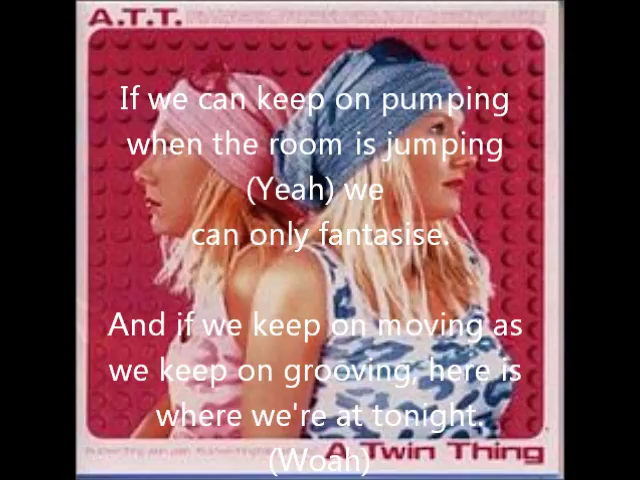 A.T.T.
If we can keep on pumping
when the room is jumping
(Yeah) we
can only fantasise.
And if we keep on moving as
we keep on grooving, here is
where we're at tonight.
(Woah)
A Twin Thing